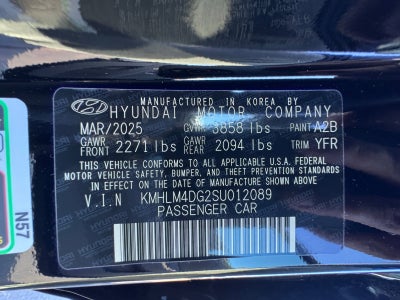 MANUFACTURED IN KOREA BY
HYUNDAI MOTOR COMPANY
MAR/2025 GVWR 3858 lbs PAINT A2B
GAWR FRONT 2271 lbs GAWR REAR 2094 lbs TRIM YFR
THIS VEHICLE CONFORMS TO ALL APPLICABLE FEDERAL
MOTOR VEHICLE SAFETY, BUMPER, AND THEFT PREVENTION STANDARDS
IN EFFECT ON THE DATE OF MANUFACTURE SHOWN ABOVE
V.I.N KMHLM4DG2SU012089
PASSENGER CAR
N57